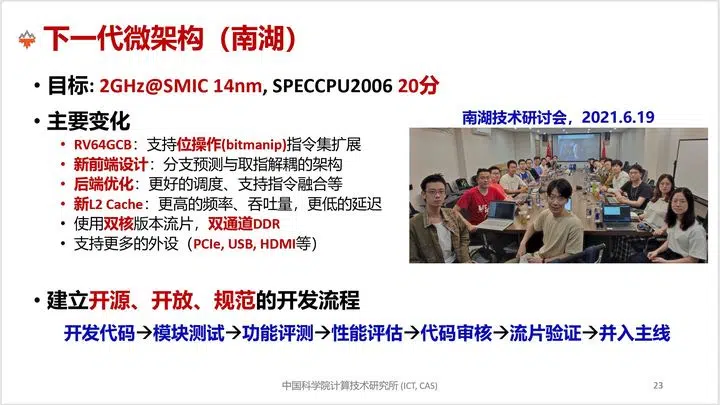 下一代微架构（南湖）
• 目标: 2GHz@SMIC 14nm, SPECCPU2006 20分
• 主要变化
• RV64GCB：支持位操作(bitmanip)指令集扩展
• 新前端设计：分支预测与取指解耦的架构
• 后端优化：更好的调度、支持指令融合等
• 新L2 Cache：更高的频率、吞吐量，更低的延迟
• 使用双核版本流片，双通道DDR
• 支持更多的外设（PCIe, USB, HDMI等）
南湖技术研讨会，2021.6.19
• 建立开源、开放、规范的开发流程
开发代码→模块测试→功能评测→性能评估→代码审核→流片验证→并入主线
中国科学院计算技术研究所 (ICT, CAS)
23